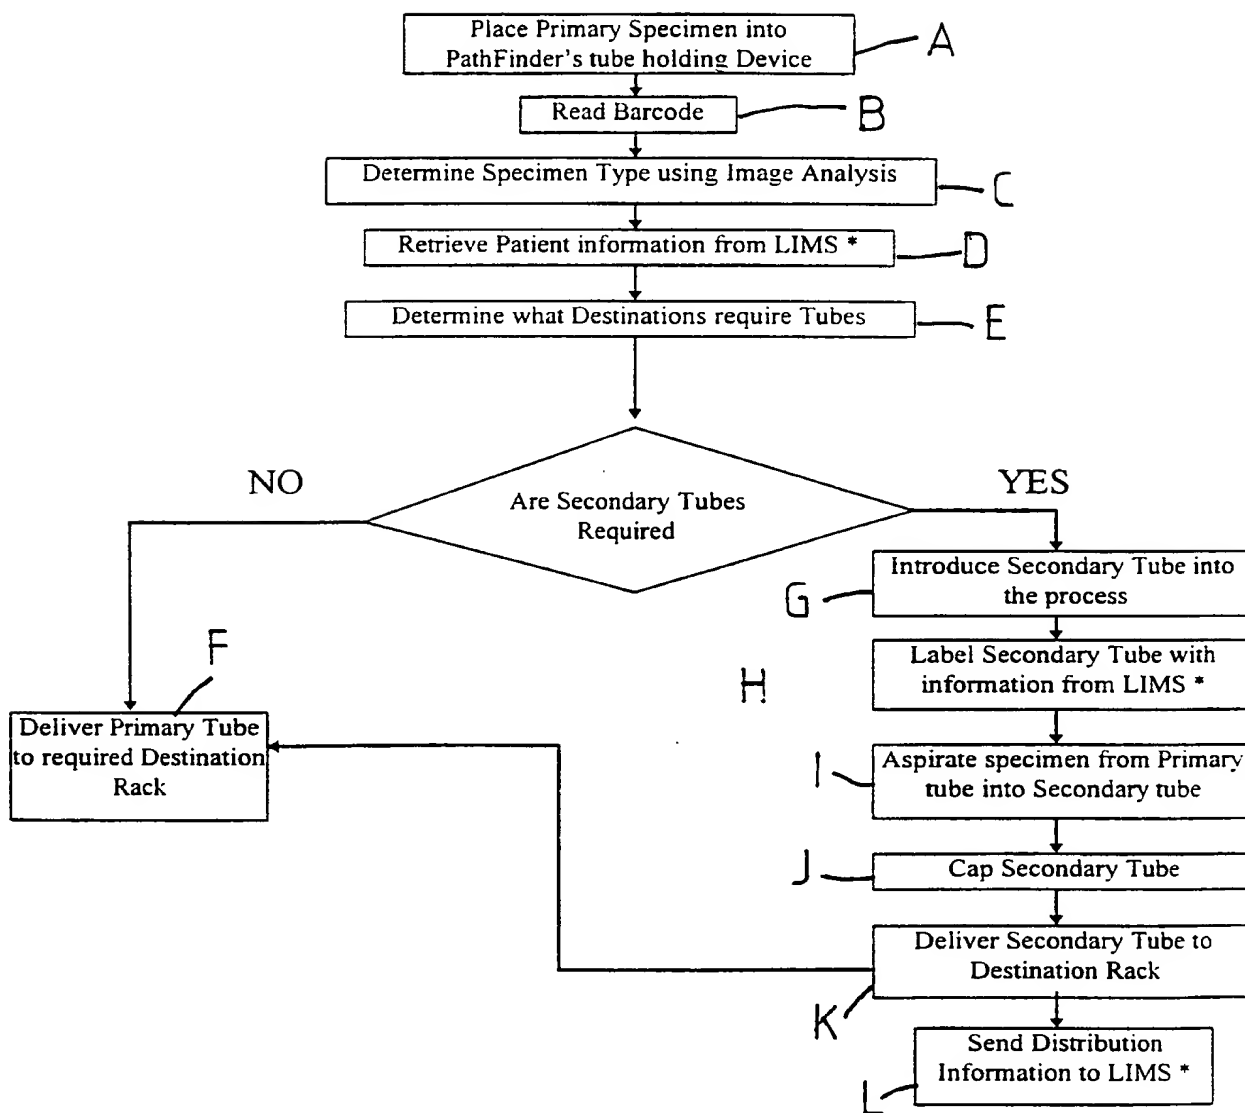 Place Primary Specimen into
PathFinder's tube holding Device
A
Read Barcode
B
Determine Specimen Type using Image Analysis
C
Retrieve Patient information from LIMS *
D
Determine what Destinations require Tubes
E
NO
YES
Are Secondary Tubes
Required
Introduce Secondary Tube into
the process
G
Label Secondary Tube with
information from LIMS *
H
F
Deliver Primary Tube
to required Destination
Rack
Aspirate specimen from Primary
tube into Secondary tube
I
Cap Secondary Tube
J
Deliver Secondary Tube to
Destination Rack
K
Send Distribution
Information to LIMS *
L